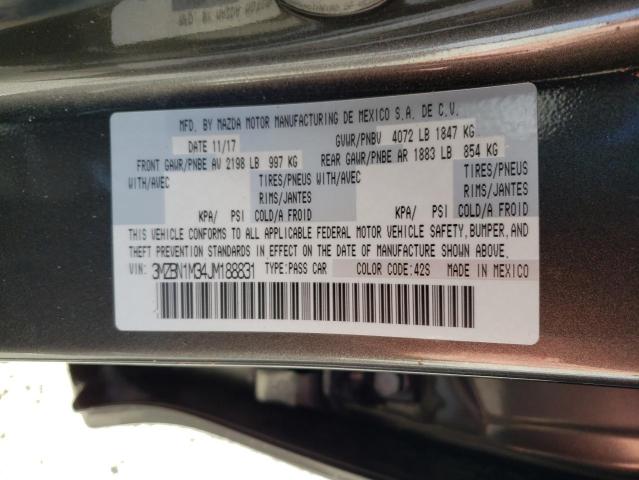 MFD. BY MAZDA MOTOR MANUFACTURING DE MEXICO S.A. DE C.V.
DATE 11/17 GVWR/PNBV 4072 LB 1847 KG
FRONT GAWR/PNBE AV 2198 LB 997 KG REAR GAWR/PNBE AR 1883 LB 854 KG
WITH/AVEC TIRES/PNEUS WITH/AVEC TIRES/PNEUS
RIMS/JANTES RIMS/JANTES
KPA/ PSI COLD/A FROID KPA/ PSI COLD/A FROID
THIS VEHICLE CONFORMS TO ALL APPLICABLE FEDERAL MOTOR VEHICLE SAFETY, BUMPER, AND
THEFT PREVENTION STANDARDS IN EFFECT ON THE DATE OF MANUFACTURE SHOWN ABOVE.
VIN: 3MZBN1M34JM188831 TYPE:PASS CAR COLOR CODE:42S MADE IN MEXICO